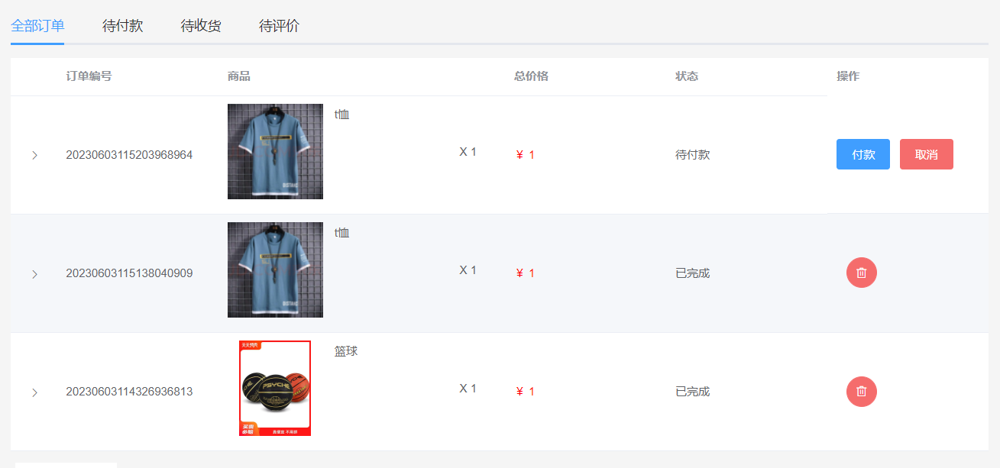 全部订单 待付款 待收货 待评价
订单编号 商品 总价格 状态 操作
t恤
20230603115203968964 X 1 ¥ 1 待付款 付款 取消
t恤
20230603115138040909 X 1 ¥ 1 已完成
篮球
PSYCHE
20230603114326936813 X 1 ¥ 1 已完成